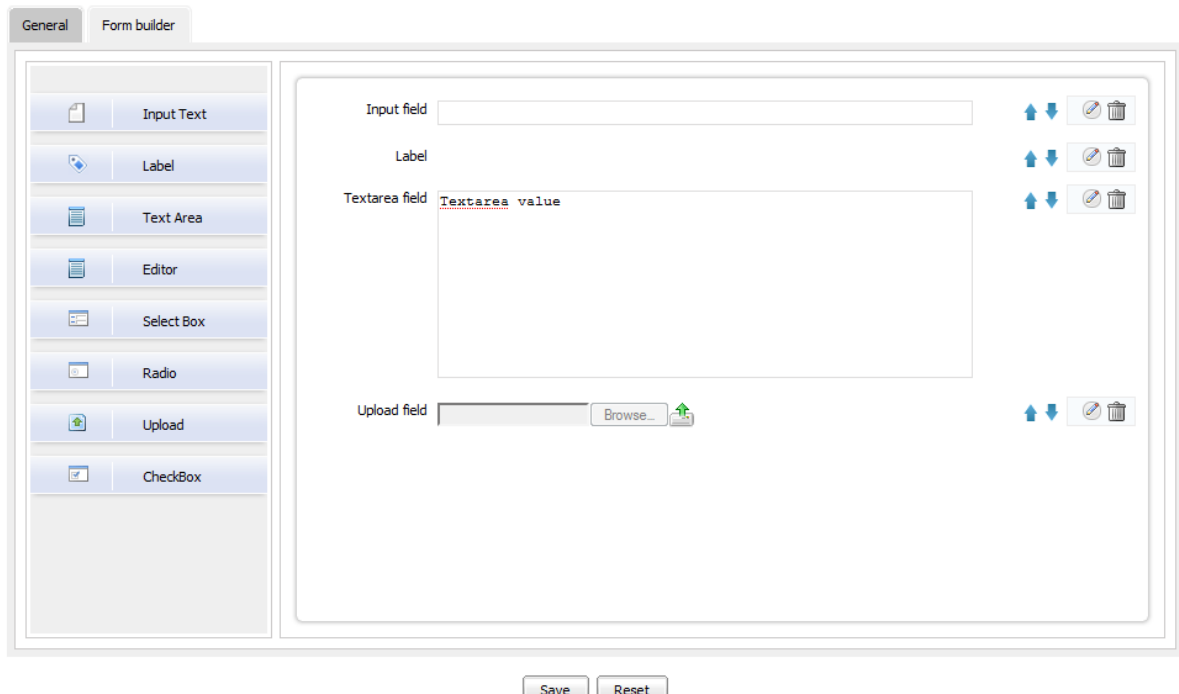 General Form builder
Input Text
Label
Text Area
Editor
Select Box
Radio
Upload
CheckBox
Input field
Label
Textarea field Textarea value
Upload field Browse...
Save Reset